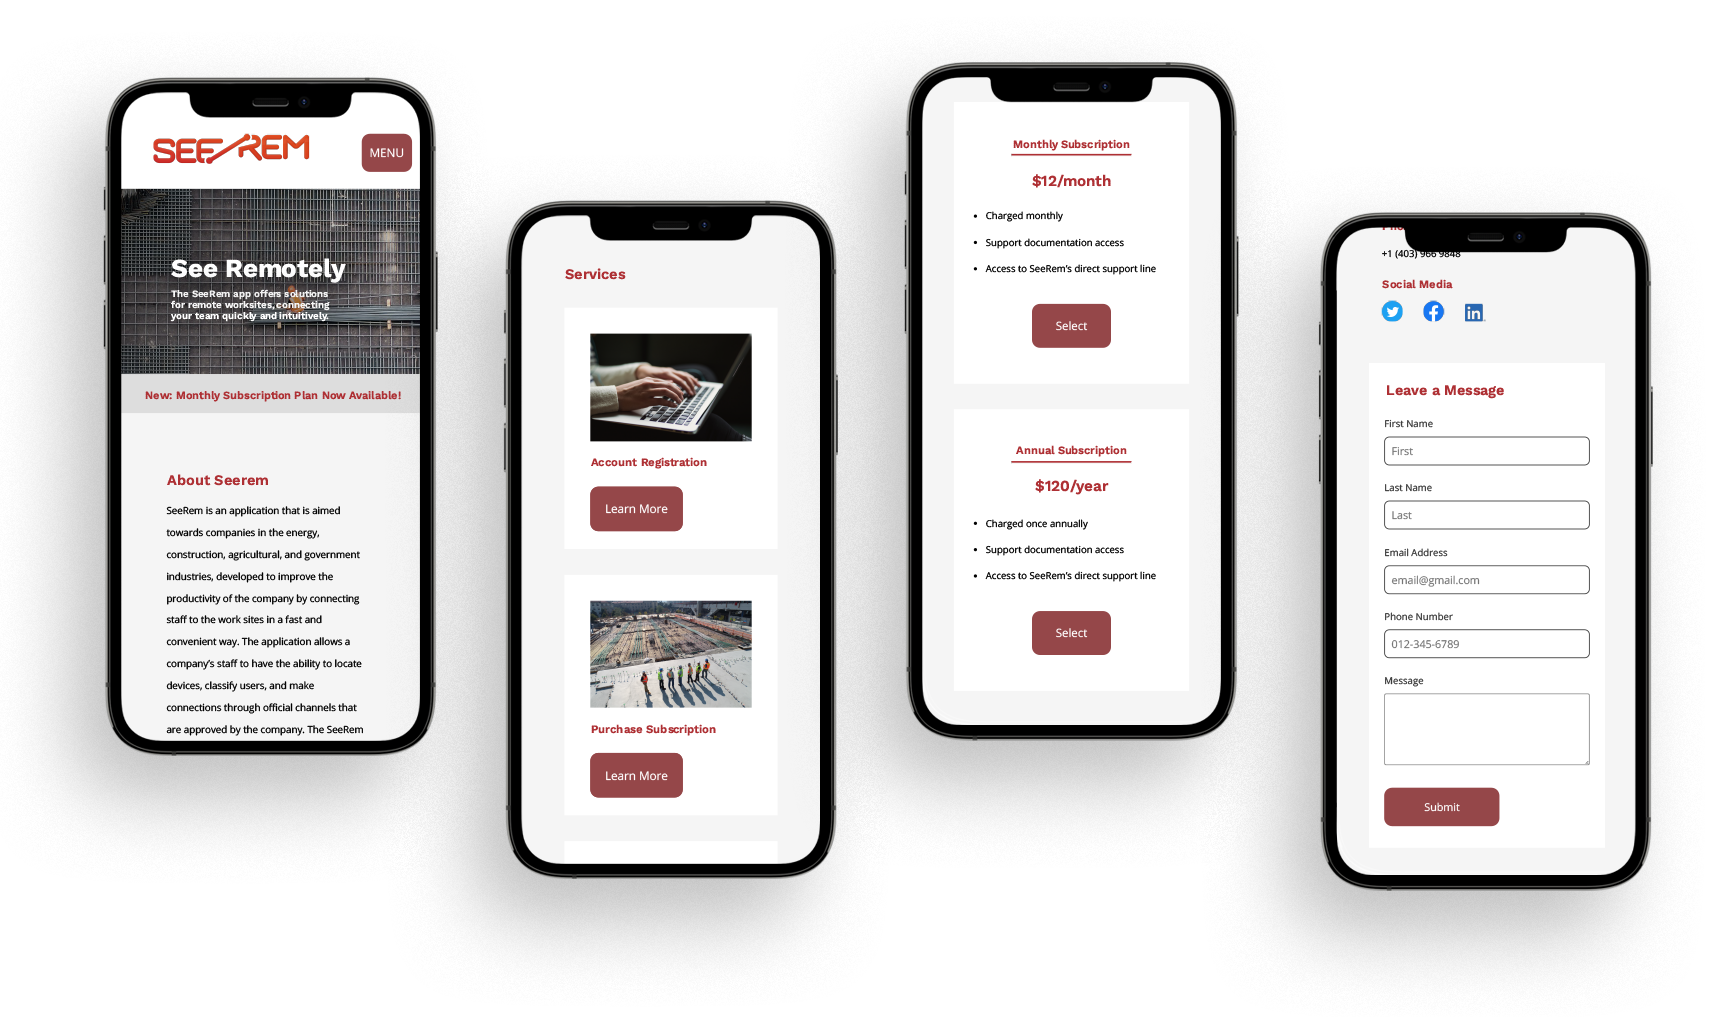 SEEREM
MENU
See Remotely
The SeeRem app offers solutions
for remote worksites, connecting
your team quickly and intuitively.
New: Monthly Subscription Plan Now Available!
About Seerem
SeeRem is an application that is aimed
towards companies in the energy,
construction, agricultural, and government
industries, developed to improve the
productivity of the company by connecting
staff to the work sites in a fast and
convenient way. The application allows a
company's staff to have the ability to locate
devices, classify users, and make
connections through official channels that
are approved by the company. The SeeRem
Services
Account Registration
Learn More
Purchase Subscription
Learn More
Monthly Subscription
$12/month
• Charged monthly
• Support documentation access
• Access to SeeRem's direct support line
Select
Annual Subscription
$120/year
• Charged once annually
• Support documentation access
• Access to SeeRem's direct support line
Select
+1 (403) 966 9848
Social Media
in
Leave a Message
First Name
First
Last Name
Last
Email Address
email@gmail.com
Phone Number
012-345-6789
Message
Submit